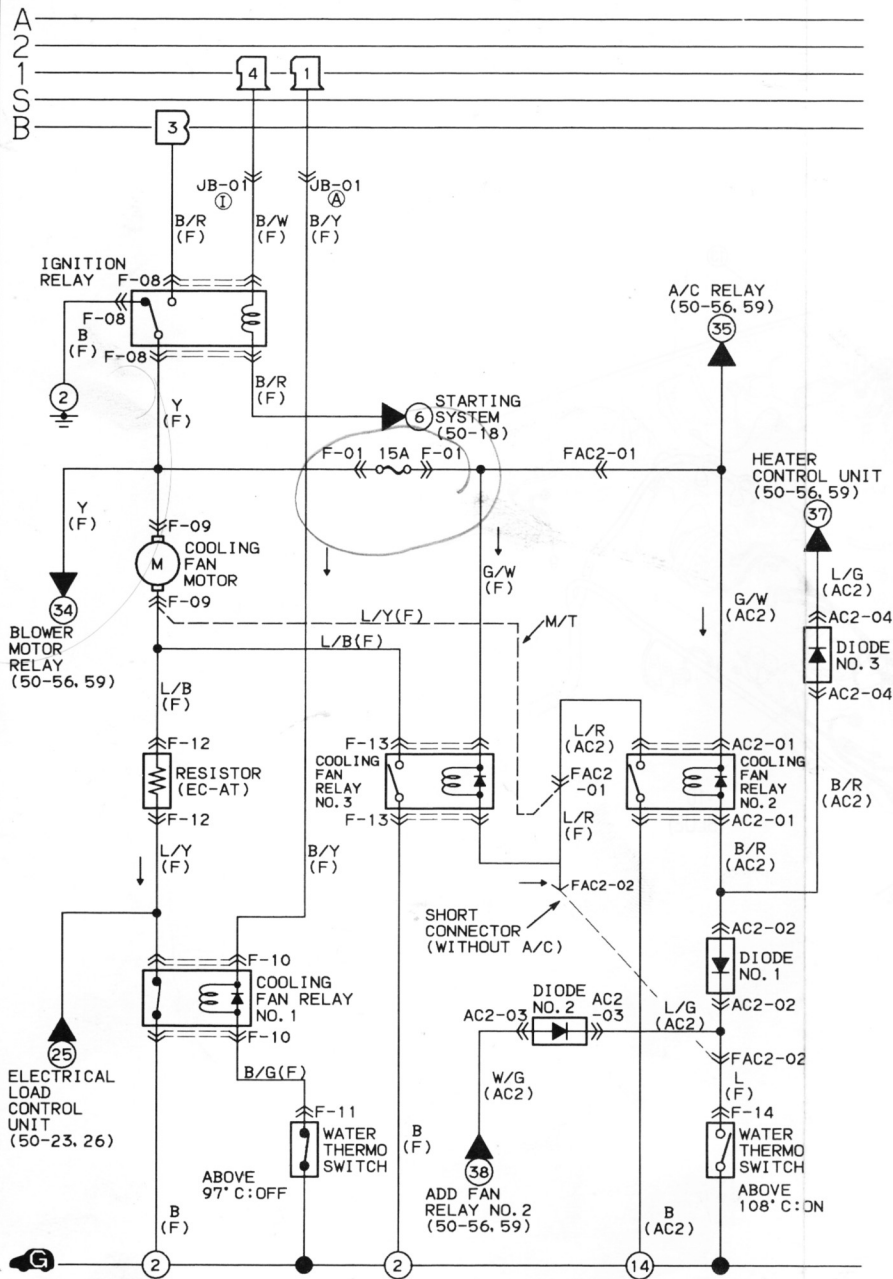 A
2
1
S
B
4
1
3
JB-01
I
JB-01
A
B/R
(F)
B/W
(F)
B/Y
(F)
IGNITION
RELAY
F-08
F-08
B
(F)
F-08
2
B/R
(F)
Y
(F)
6
STARTING
SYSTEM
(50-18)
A/C RELAY
(50-56, 59)
35
F-01
15A
F-01
FAC2-01
HEATER
CONTROL UNIT
(50-56, 59)
37
Y
(F)
F-09
M
COOLING
FAN
MOTOR
F-09
34
BLOWER
MOTOR
RELAY
(50-56, 59)
G/W
(F)
L/Y(F)
M/T
L/B(F)
G/W
(AC2)
L/G
(AC2)
AC2-04
DIODE
NO.3
AC2-04
L/B
(F)
F-12
RESISTOR
(EC-AT)
F-12
L/Y
(F)
B/Y
(F)
F-13
COOLING
FAN
RELAY
NO.3
F-13
L/R
(AC2)
FAC2
-01
L/R
(F)
AC2-01
COOLING
FAN
RELAY
NO.2
AC2-01
B/R
(AC2)
B/R
(AC2)
FAC2-02
SHORT
CONNECTOR
(WITHOUT A/C)
AC2-02
DIODE
NO.1
AC2-02
F-10
COOLING
FAN RELAY
NO.1
F-10
25
ELECTRICAL
LOAD
CONTROL
UNIT
(50-23, 26)
B/G(F)
F-11
WATER
THERMO
SWITCH
ABOVE
97°C:OFF
DIODE
NO.2
AC2-03
AC2
-03
L/G
(AC2)
W/G
(AC2)
FAC2-02
L
(F)
F-14
WATER
THERMO
SWITCH
ABOVE
108°C:ON
38
ADD FAN
RELAY NO.2
(50-56, 59)
B
(F)
B
(F)
B
(AC2)
G
2
2
14